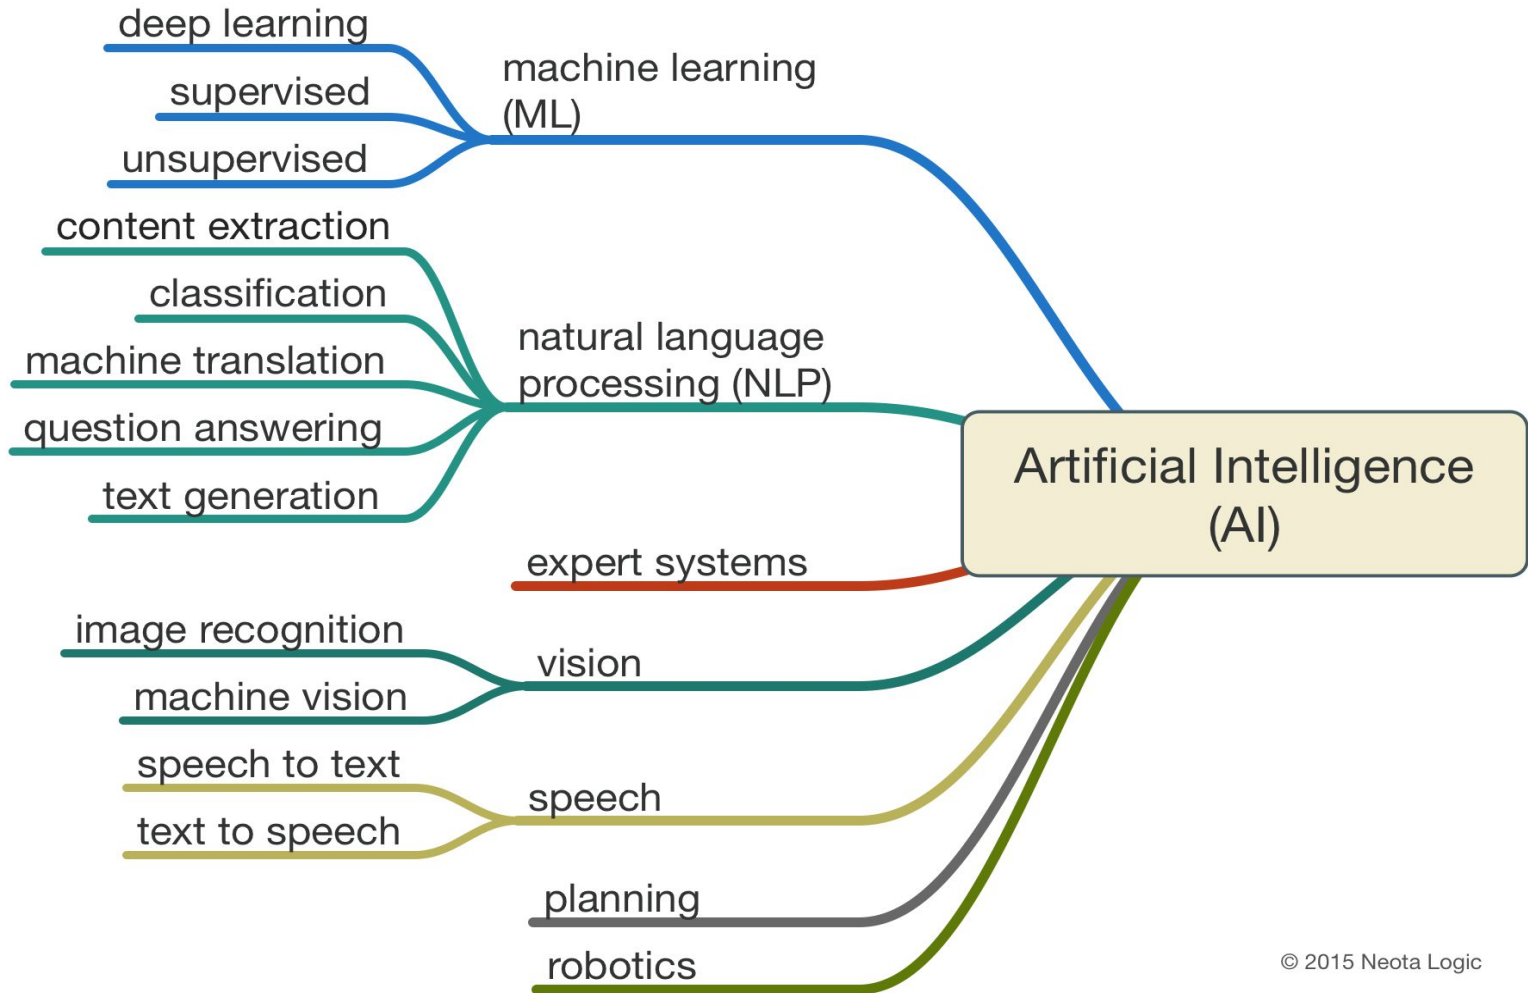 deep learning
supervised
unsupervised
machine learning
(ML)
content extraction
classification
machine translation
question answering
text generation
natural language
processing (NLP)
Artificial Intelligence
(AI)
expert systems
image recognition
machine vision
vision
speech to text
text to speech
speech
planning
robotics
© 2015 Neota Logic